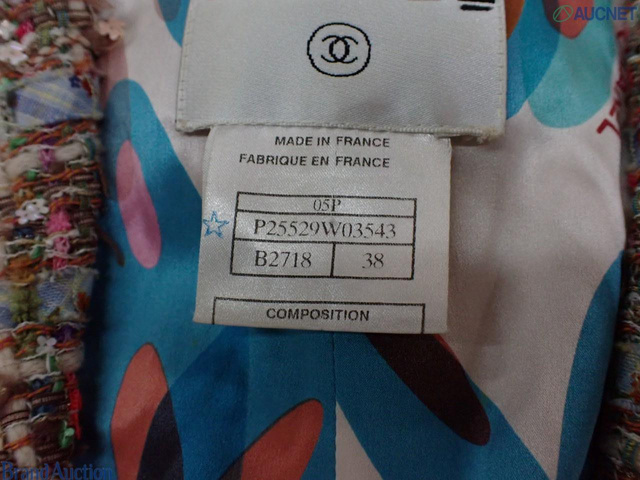 AUCNET
MADE IN FRANCE
FABRIQUE EN FRANCE
05P
P25529W03543
B2718 38
COMPOSITION
Brand Auction